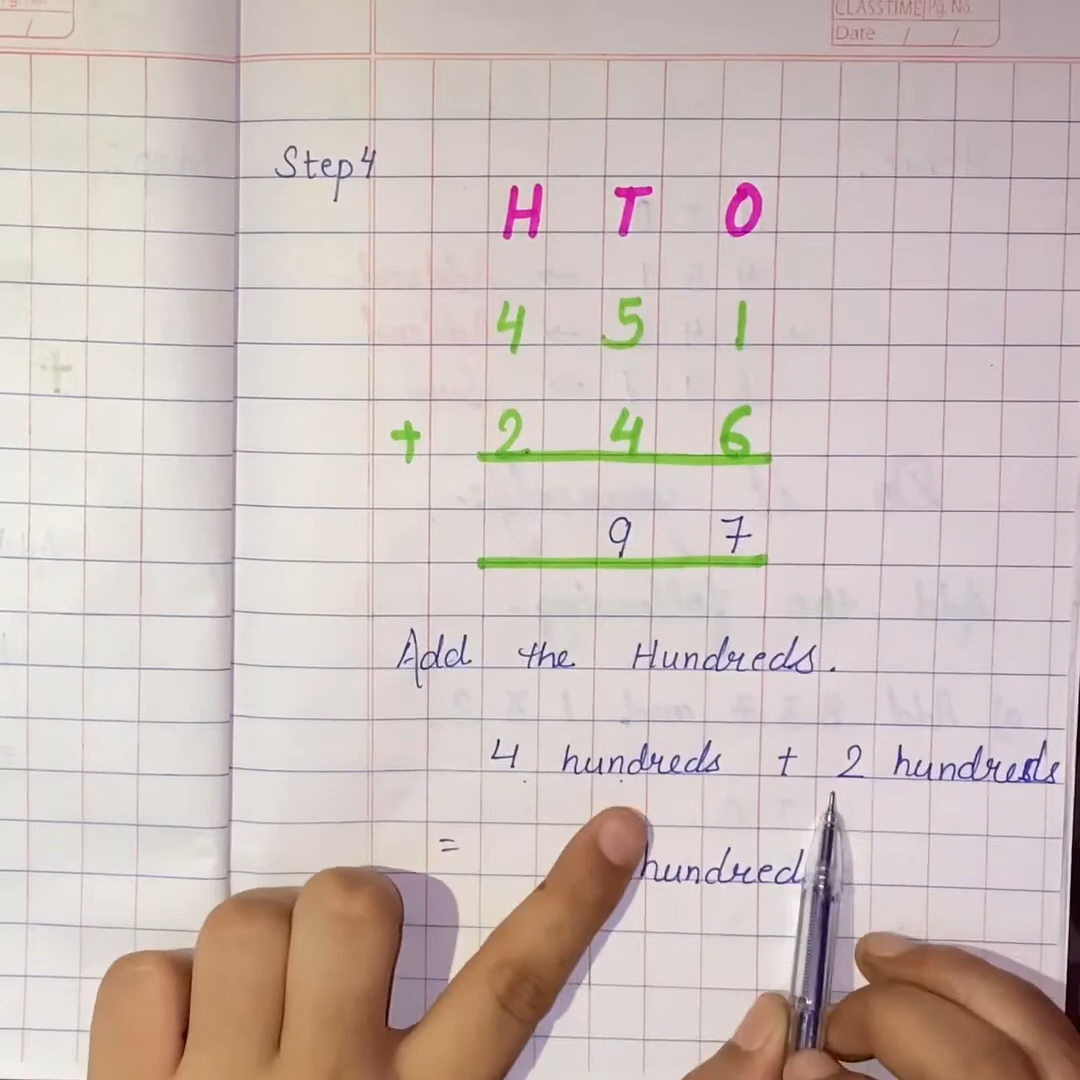 CLASSTIME Pg. No.
Date / /
Step 4
H T O
4 5 1
+ 2 4 6
9 7
Add the Hundreds.
4 hundreds + 2 hundreds
= hundred